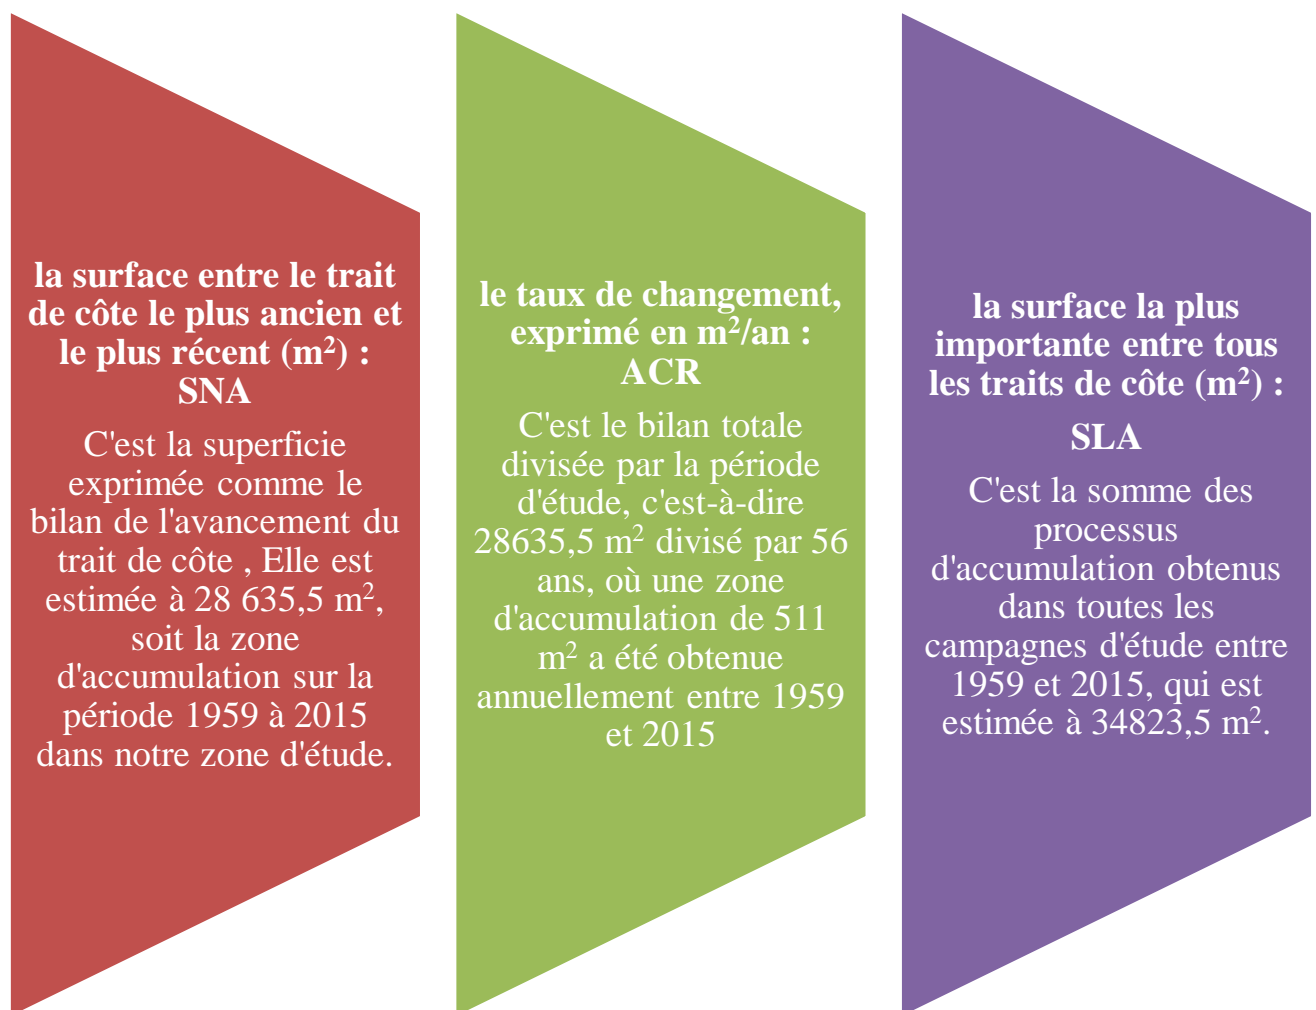 la surface entre le trait
de côte le plus ancien et
le plus récent (m²) :
SNA
C'est la superficie
exprimée comme le
bilan de l'avancement du
trait de côte , Elle est
estimée à 28 635,5 m²,
soit la zone
d'accumulation sur la
période 1959 à 2015
dans notre zone d'étude.
le taux de changement,
exprimé en m²/an :
ACR
C'est le bilan totale
divisée par la période
d'étude, c'est-à-dire
28635,5 m² divisé par 56
ans, où une zone
d'accumulation de 511
m² a été obtenue
annuellement entre 1959
et 2015
la surface la plus
importante entre tous
les traits de côte (m²) :
SLA
C'est la somme des
processus
d'accumulation obtenus
dans toutes les
campagnes d'étude entre
1959 et 2015, qui est
estimée à 34823,5 m².